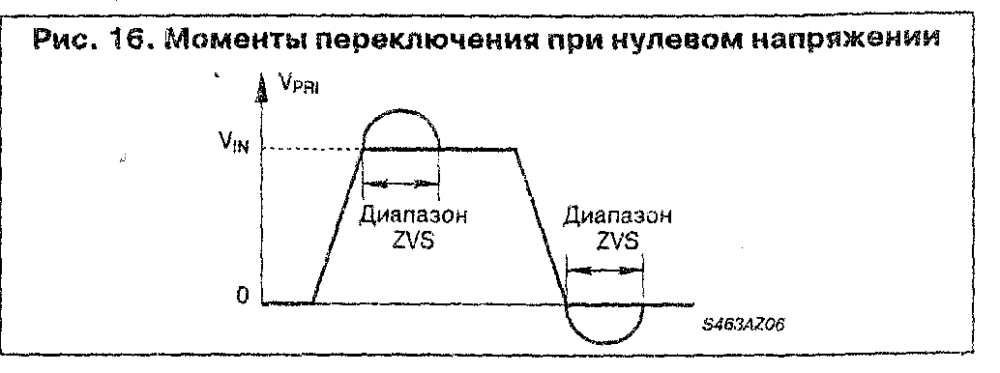 Рис. 16. Моменты переключения при нулевом напряжении
VPRI
VIN
Диапазон
ZVS
Диапазон
ZVS
0
S463AZ06